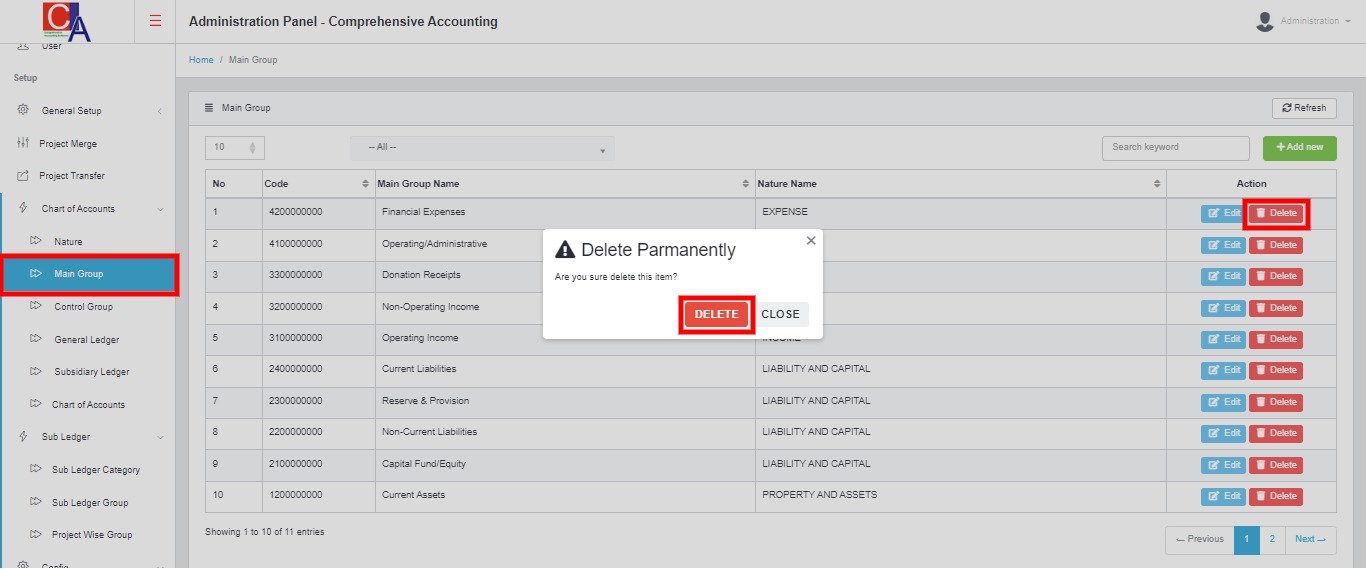 CA
Administration Panel - Comprehensive Accounting
Administration
User
Home / Main Group
Setup
General Setup
Project Merge
Project Transfer
Chart of Accounts
Nature
Main Group
Control Group
General Ledger
Subsidiary Ledger
Chart of Accounts
Sub Ledger
Sub Ledger Category
Sub Ledger Group
Project Wise Group
Config
Main Group
Refresh
10
-- All --
Search keyword
Add new
No Code Main Group Name Nature Name Action
1 4200000000 Financial Expenses EXPENSE Edit Delete
2 4100000000 Operating/Administrative Edit Delete
3 3300000000 Donation Receipts Edit Delete
4 3200000000 Non-Operating Income Edit Delete
5 3100000000 Operating Income INCOME Edit Delete
6 2400000000 Current Liabilities LIABILITY AND CAPITAL Edit Delete
7 2300000000 Reserve & Provision LIABILITY AND CAPITAL Edit Delete
8 2200000000 Non-Current Liabilities LIABILITY AND CAPITAL Edit Delete
9 2100000000 Capital Fund/Equity LIABILITY AND CAPITAL Edit Delete
10 1200000000 Current Assets PROPERTY AND ASSETS Edit Delete
Delete Parmanently
Are you sure delete this item?
DELETE CLOSE
Showing 1 to 10 of 11 entries
Previous 1 2 Next